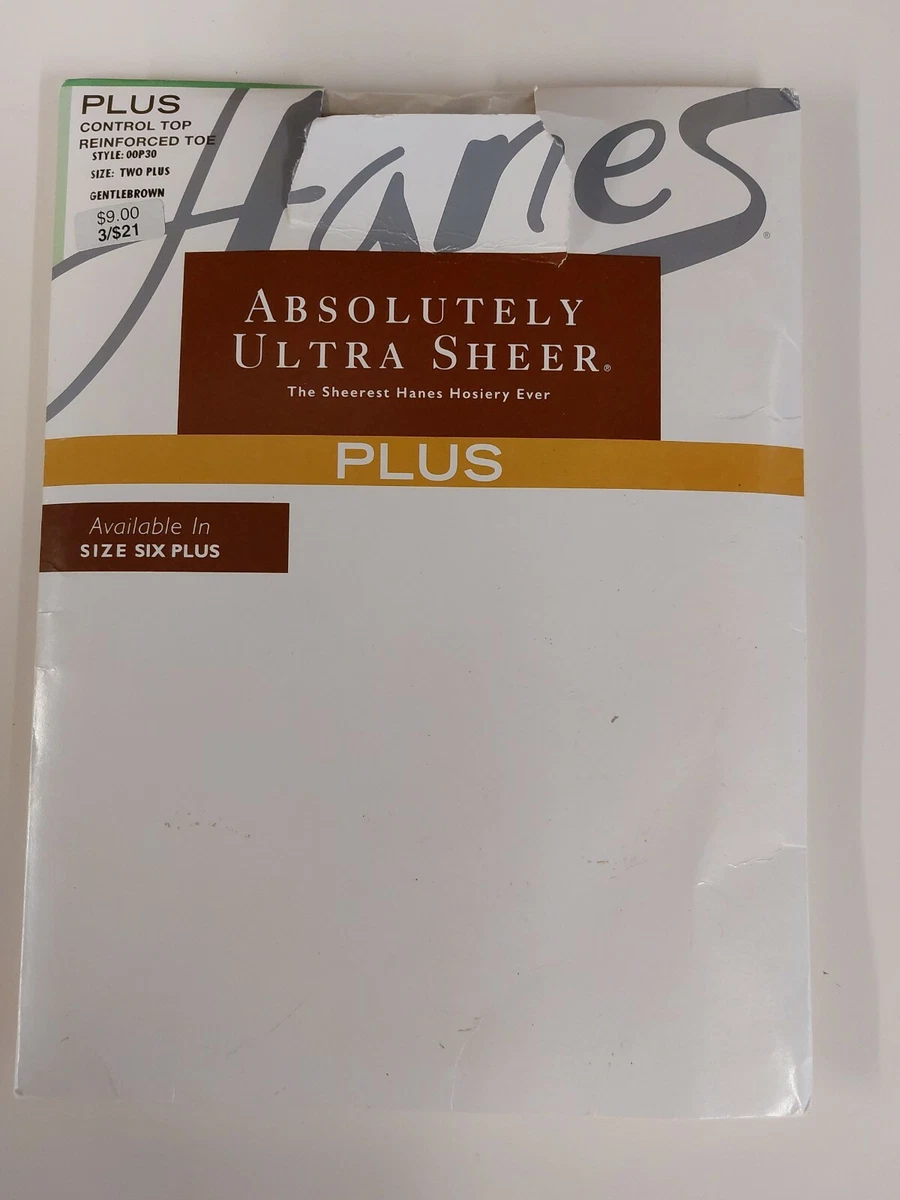 PLUS
CONTROL TOP
REINFORCED TOE
STYLE: 00P30
SIZE: TWO PLUS
GENTLEBROWN
$9.00
3/$21
Hanes®
ABSOLUTELY
ULTRA SHEER®
The Sheerest Hanes Hosiery Ever
PLUS
Available In
SIZE SIX PLUS